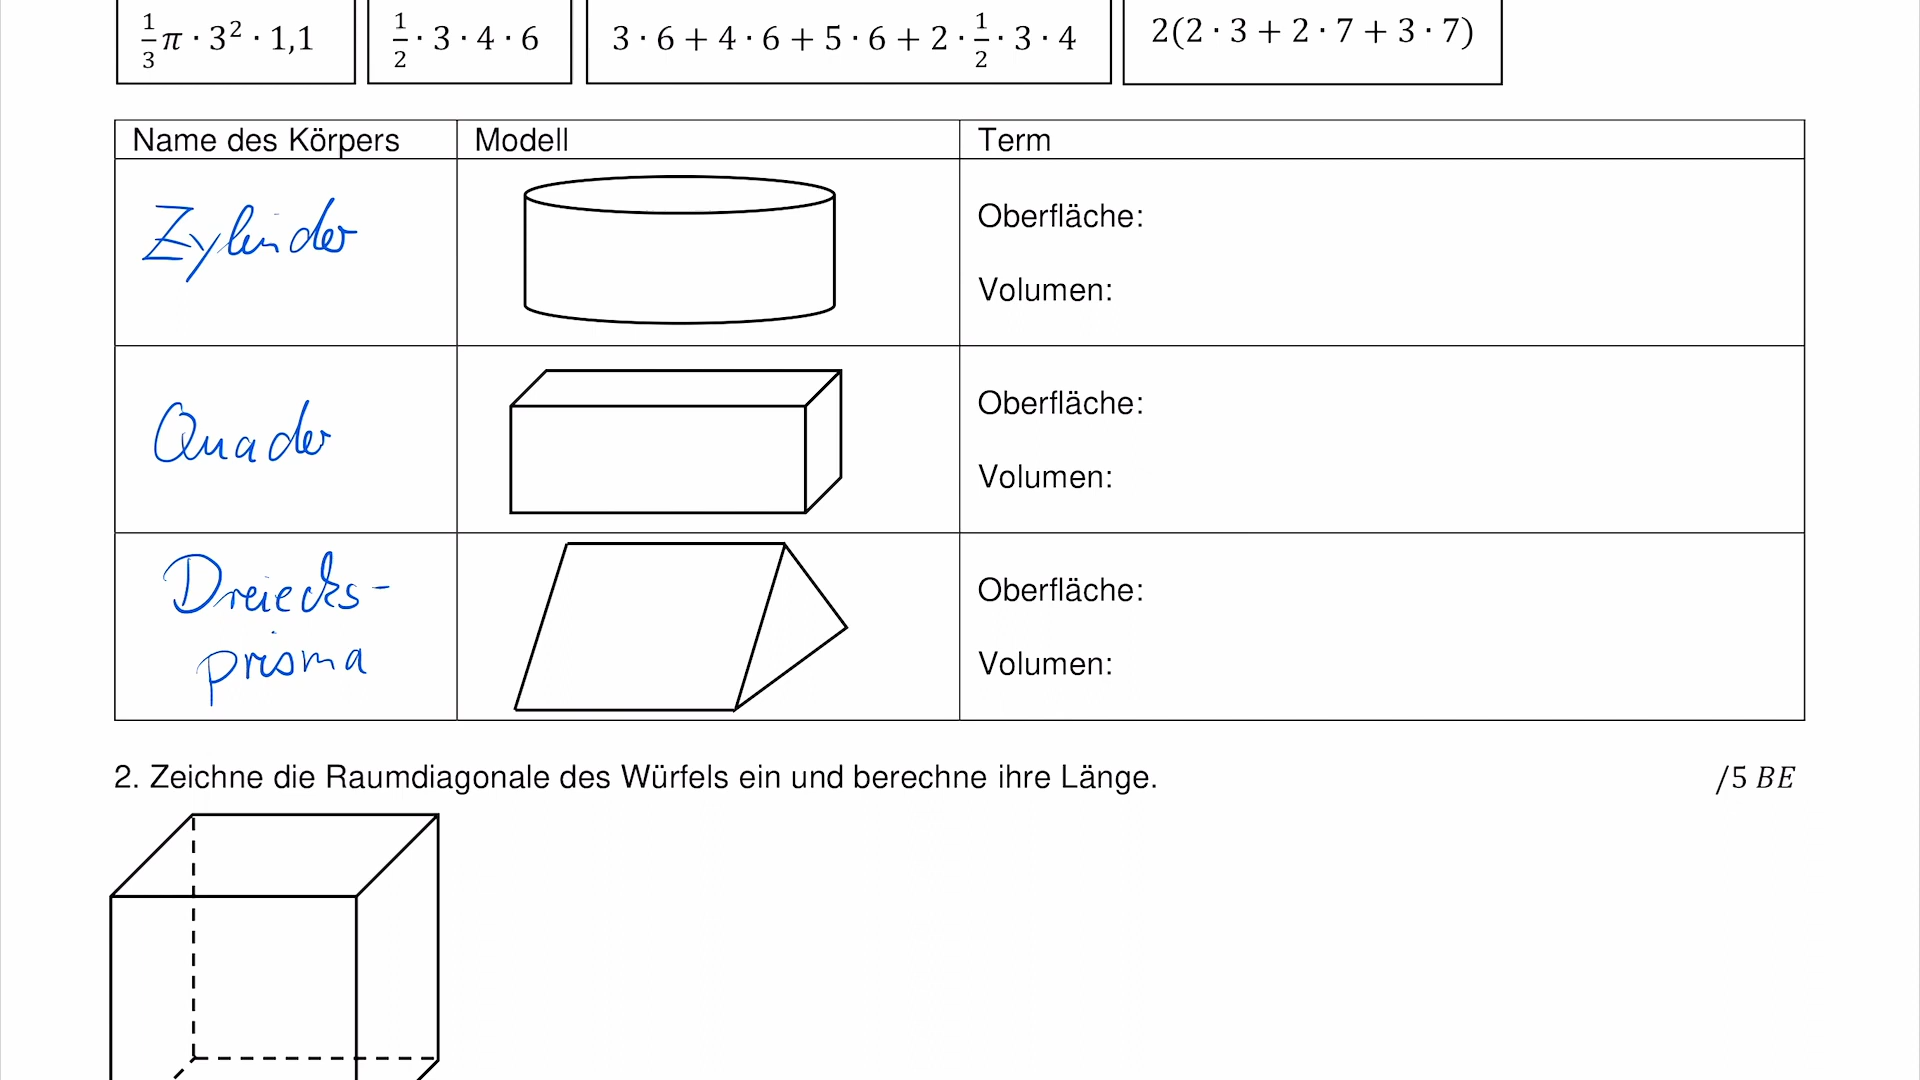 1/3 π · 3² · 1,1
1/2 · 3 · 4 · 6
3 · 6 + 4 · 6 + 5 · 6 + 2 · 1/2 · 3 · 4
2(2 · 3 + 2 · 7 + 3 · 7)
Name des Körpers Modell Term
Zylinder
Oberfläche:
Volumen:
Quader
Oberfläche:
Volumen:
Dreiecks-
prisma
Oberfläche:
Volumen:
2. Zeichne die Raumdiagonale des Würfels ein und berechne ihre Länge. /5 BE